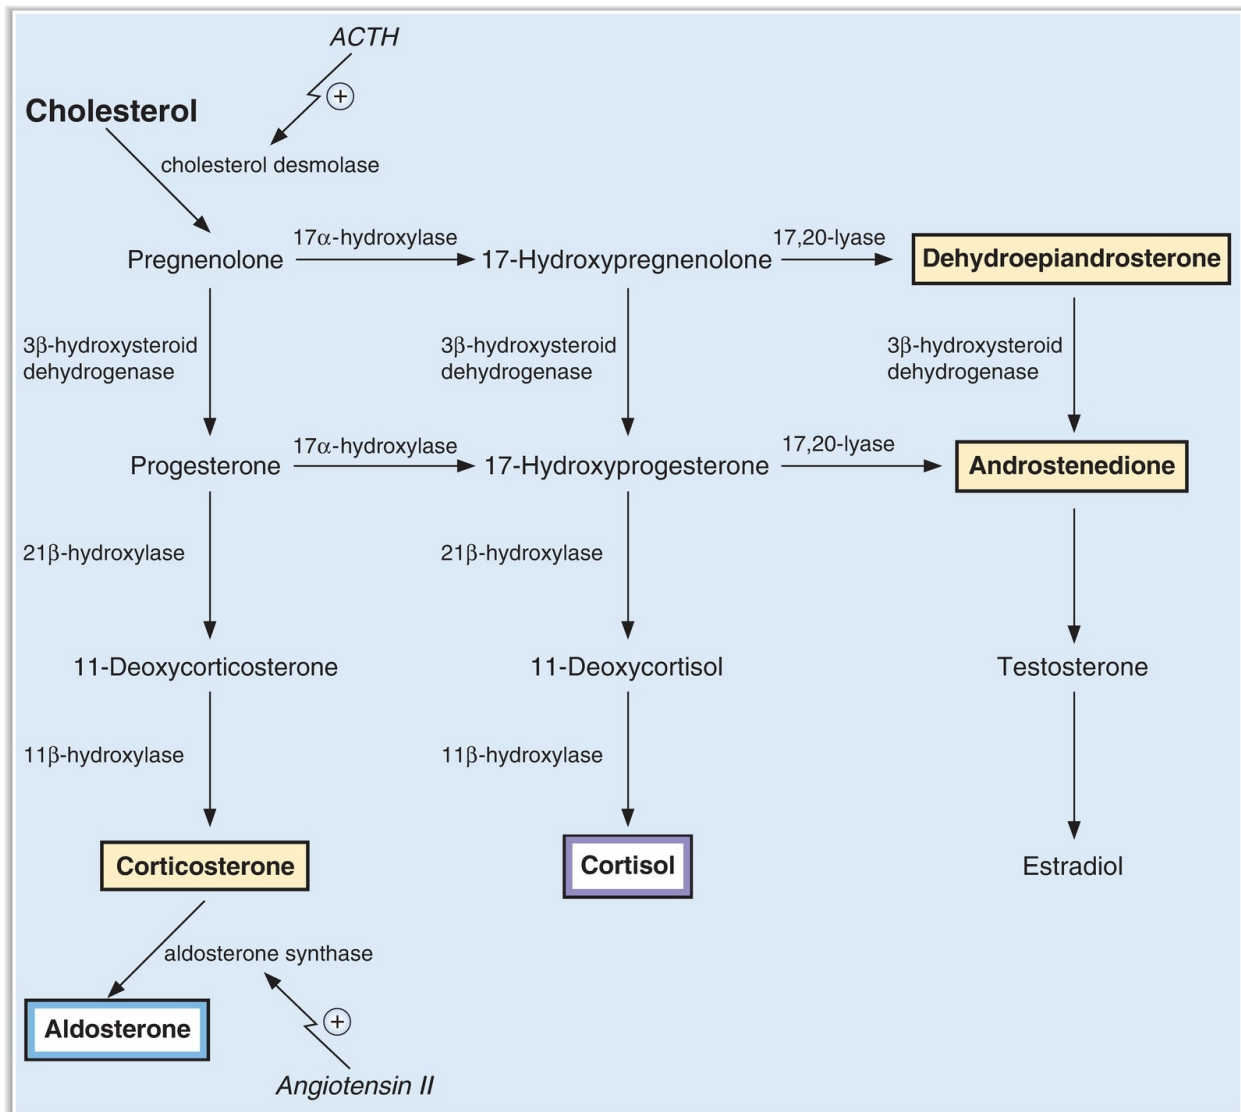 ACTH
+
Cholesterol
cholesterol desmolase
17α-hydroxylase
17,20-lyase
Pregnenolone
17-Hydroxypregnenolone
Dehydroepiandrosterone
3β-hydroxysteroid
dehydrogenase
3β-hydroxysteroid
dehydrogenase
3β-hydroxysteroid
dehydrogenase
17α-hydroxylase
17,20-lyase
Progesterone
17-Hydroxyprogesterone
Androstenedione
21β-hydroxylase
21β-hydroxylase
11-Deoxycorticosterone
11-Deoxycortisol
Testosterone
11β-hydroxylase
11β-hydroxylase
Corticosterone
Cortisol
Estradiol
aldosterone synthase
Aldosterone
+
Angiotensin II